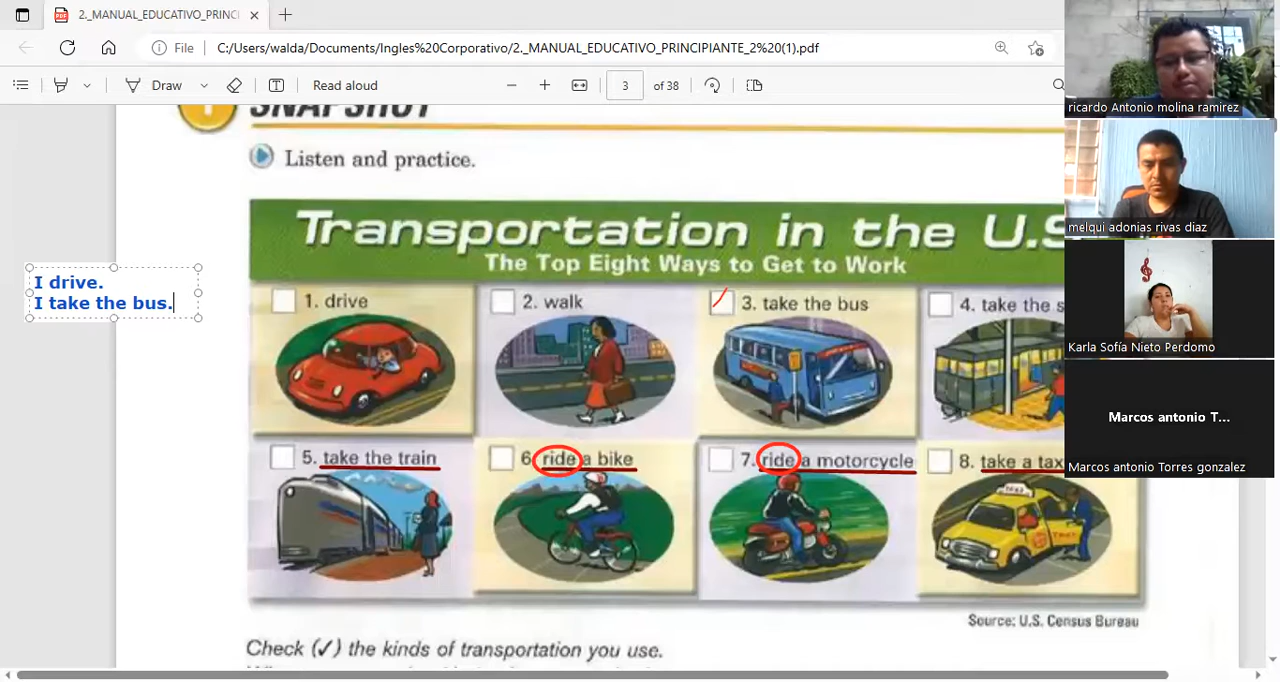 2._MANUAL_EDUCATIVO_PRINCI
File
C:/Users/walda/Documents/Ingles%20Corporativo/2._MANUAL_EDUCATIVO_PRINCIPIANTE_2%20(1).pdf
Draw
Read aloud
3
of 38
SNAPSHOT
Listen and practice.
Transportation in the U.S
The Top Eight Ways to Get to Work
I drive.
I take the bus.
1. drive
2. walk
3. take the bus
4. take the s
5. take the train
6. ride a bike
7. ride a motorcycle
8. take a tax
TAXI
Source: U.S. Census Bureau
Check (✓) the kinds of transportation you use.
ricardo Antonio molina ramirez
melqui adonias rivas diaz
Karla Sofía Nieto Perdomo
Marcos antonio T...
Marcos antonio Torres gonzalez